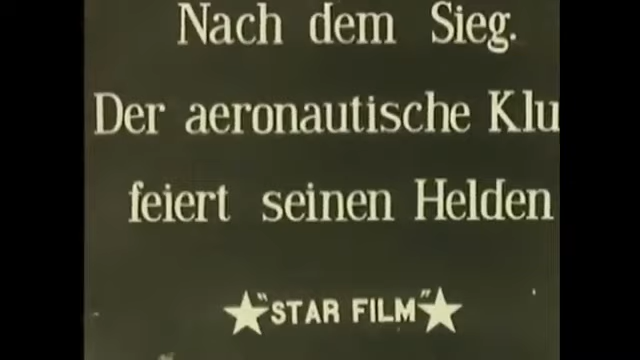 Nach dem Sieg.
Der aeronautische Klu
feiert seinen Helden
"STAR FILM"